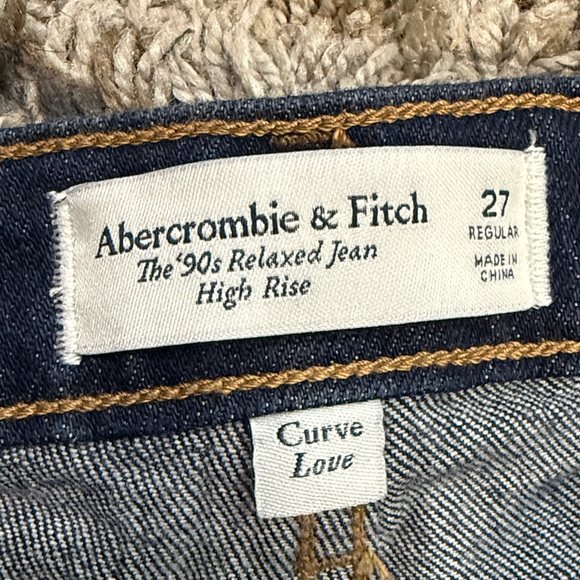 Abercrombie & Fitch
The '90s Relaxed Jean
High Rise
27
REGULAR
MADE IN
CHINA
Curve
Love